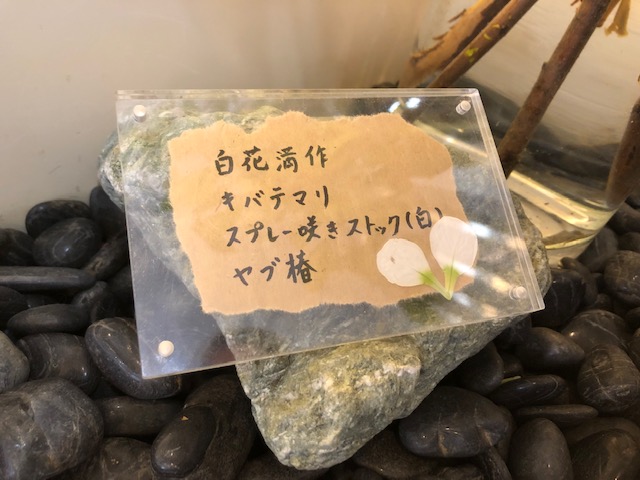 白花満作
キバデマリ
スプレー咲きストック(白)
ヤブ椿